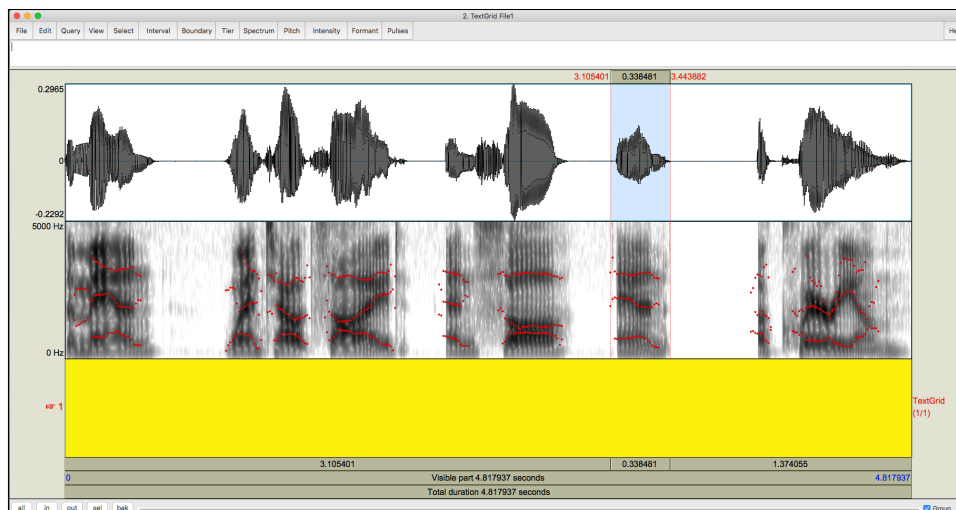 2. TextGrid File1
File Edit Query View Select Interval Boundary Tier Spectrum Pitch Intensity Formant Pulses He
3.105401 0.338481 3.443882
0.2965
0
-0.2292
5000 Hz
0 Hz
1
TextGrid
(1/1)
3.105401 0.338481 1.374055
0 Visible part 4.817937 seconds 4.817937
Total duration 4.817937 seconds
all in out sel bak Group